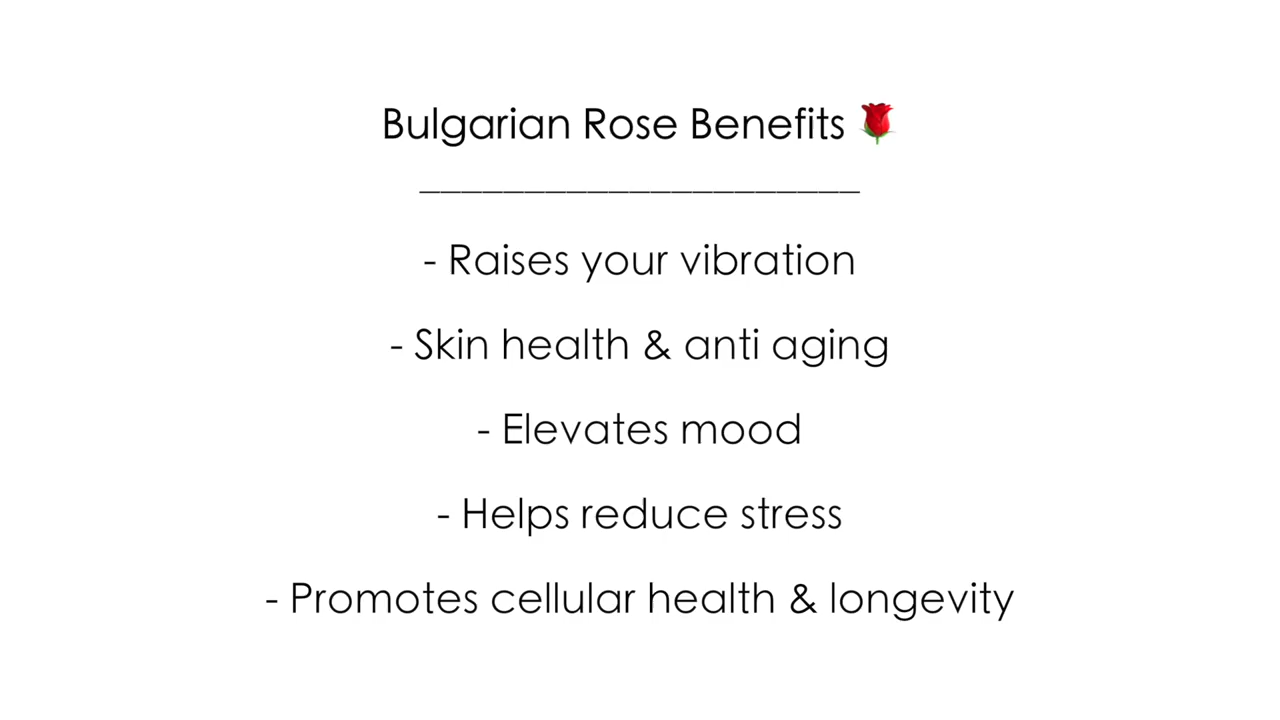 Bulgarian Rose Benefits 🌹
_____________________
- Raises your vibration
- Skin health & anti aging
- Elevates mood
- Helps reduce stress
- Promotes cellular health & longevity